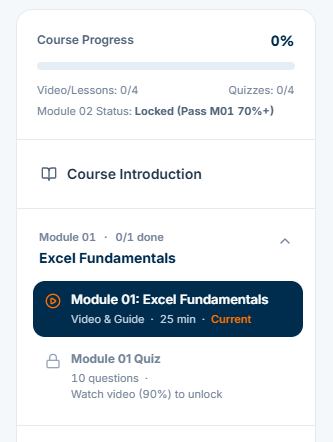 Course Progress 0%
Video/Lessons: 0/4 Quizzes: 0/4
Module 02 Status: Locked (Pass M01 70%+)
Course Introduction
Module 01 · 0/1 done
Excel Fundamentals
Module 01: Excel Fundamentals
Video & Guide · 25 min · Current
Module 01 Quiz
10 questions ·
Watch video (90%) to unlock